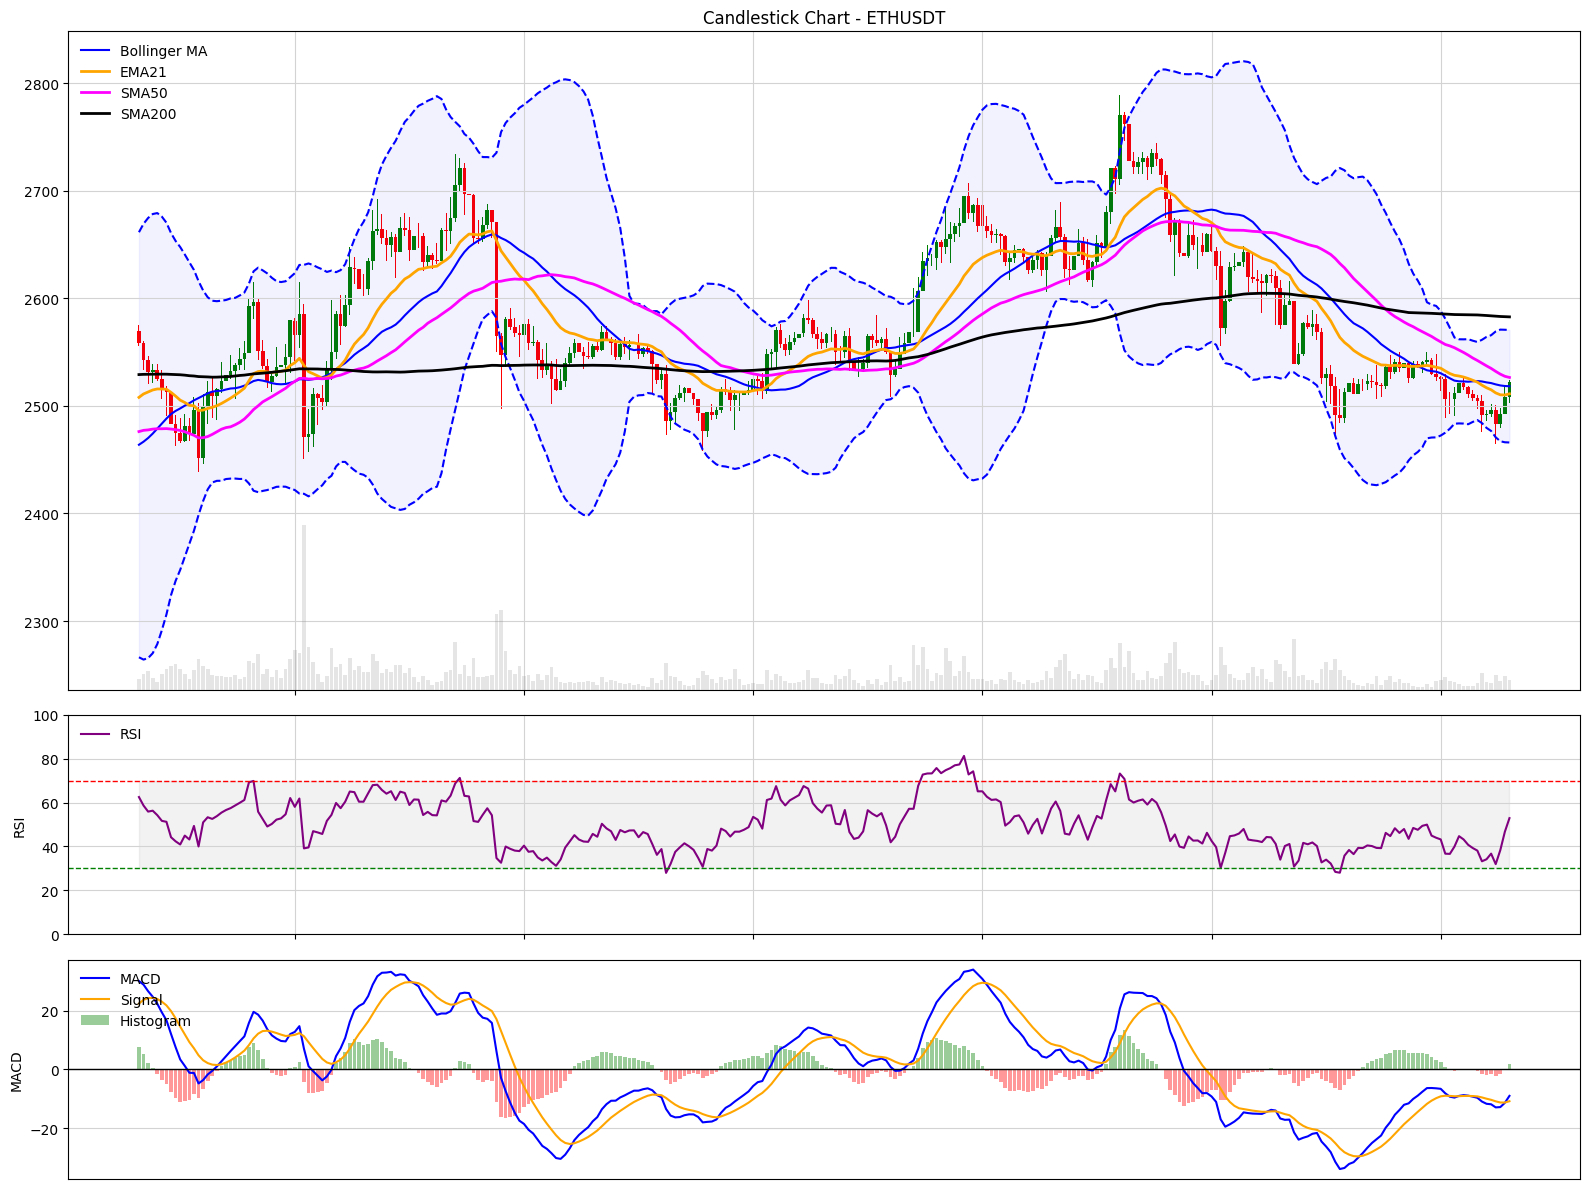 Candlestick Chart - ETHUSDT
Bollinger MA
EMA21
SMA50
SMA200
2800
2700
2600
2500
2400
2300
100
80
60
40
20
0
RSI
RSI
20
0
−20
MACD
MACD
Signal
Histogram